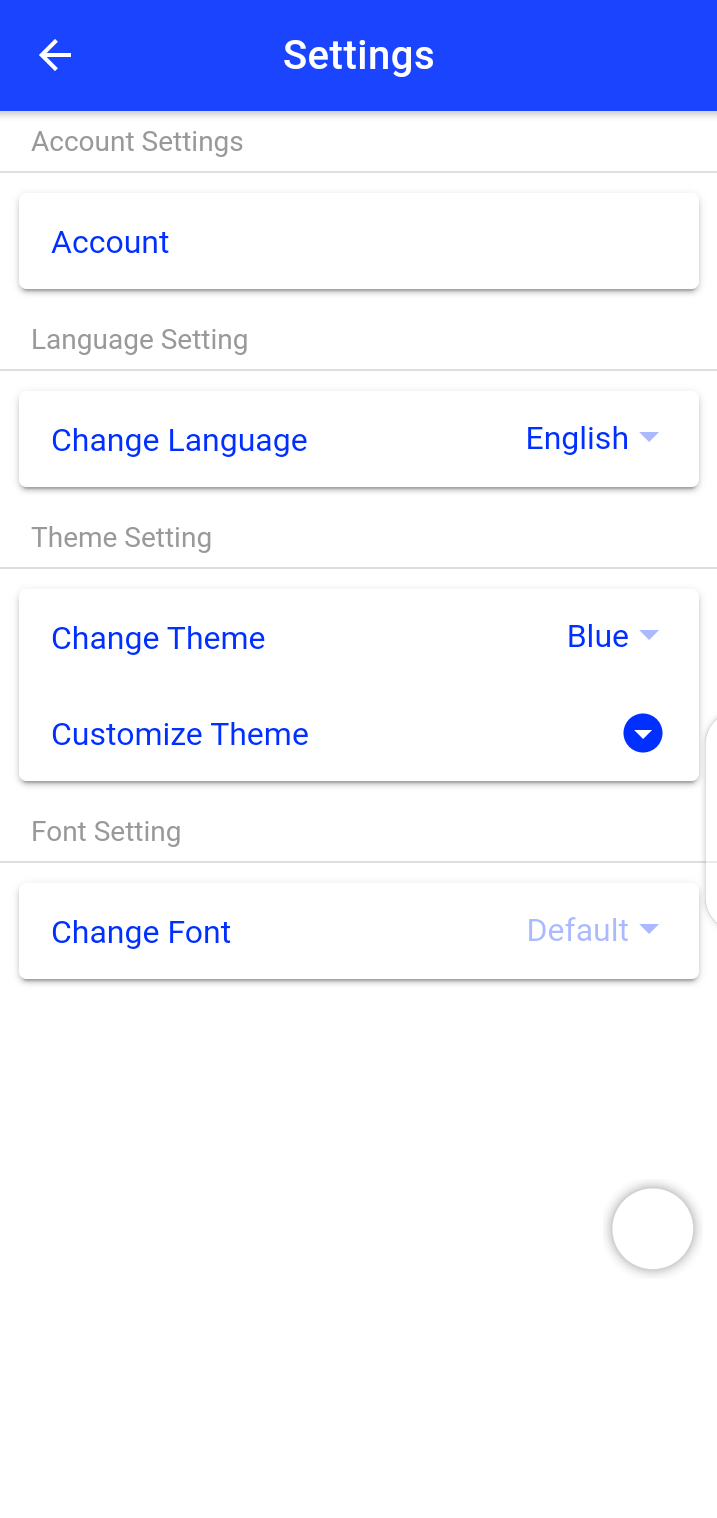 Settings
Account Settings
Account
Language Setting
Change Language English
Theme Setting
Change Theme Blue
Customize Theme
Font Setting
Change Font Default